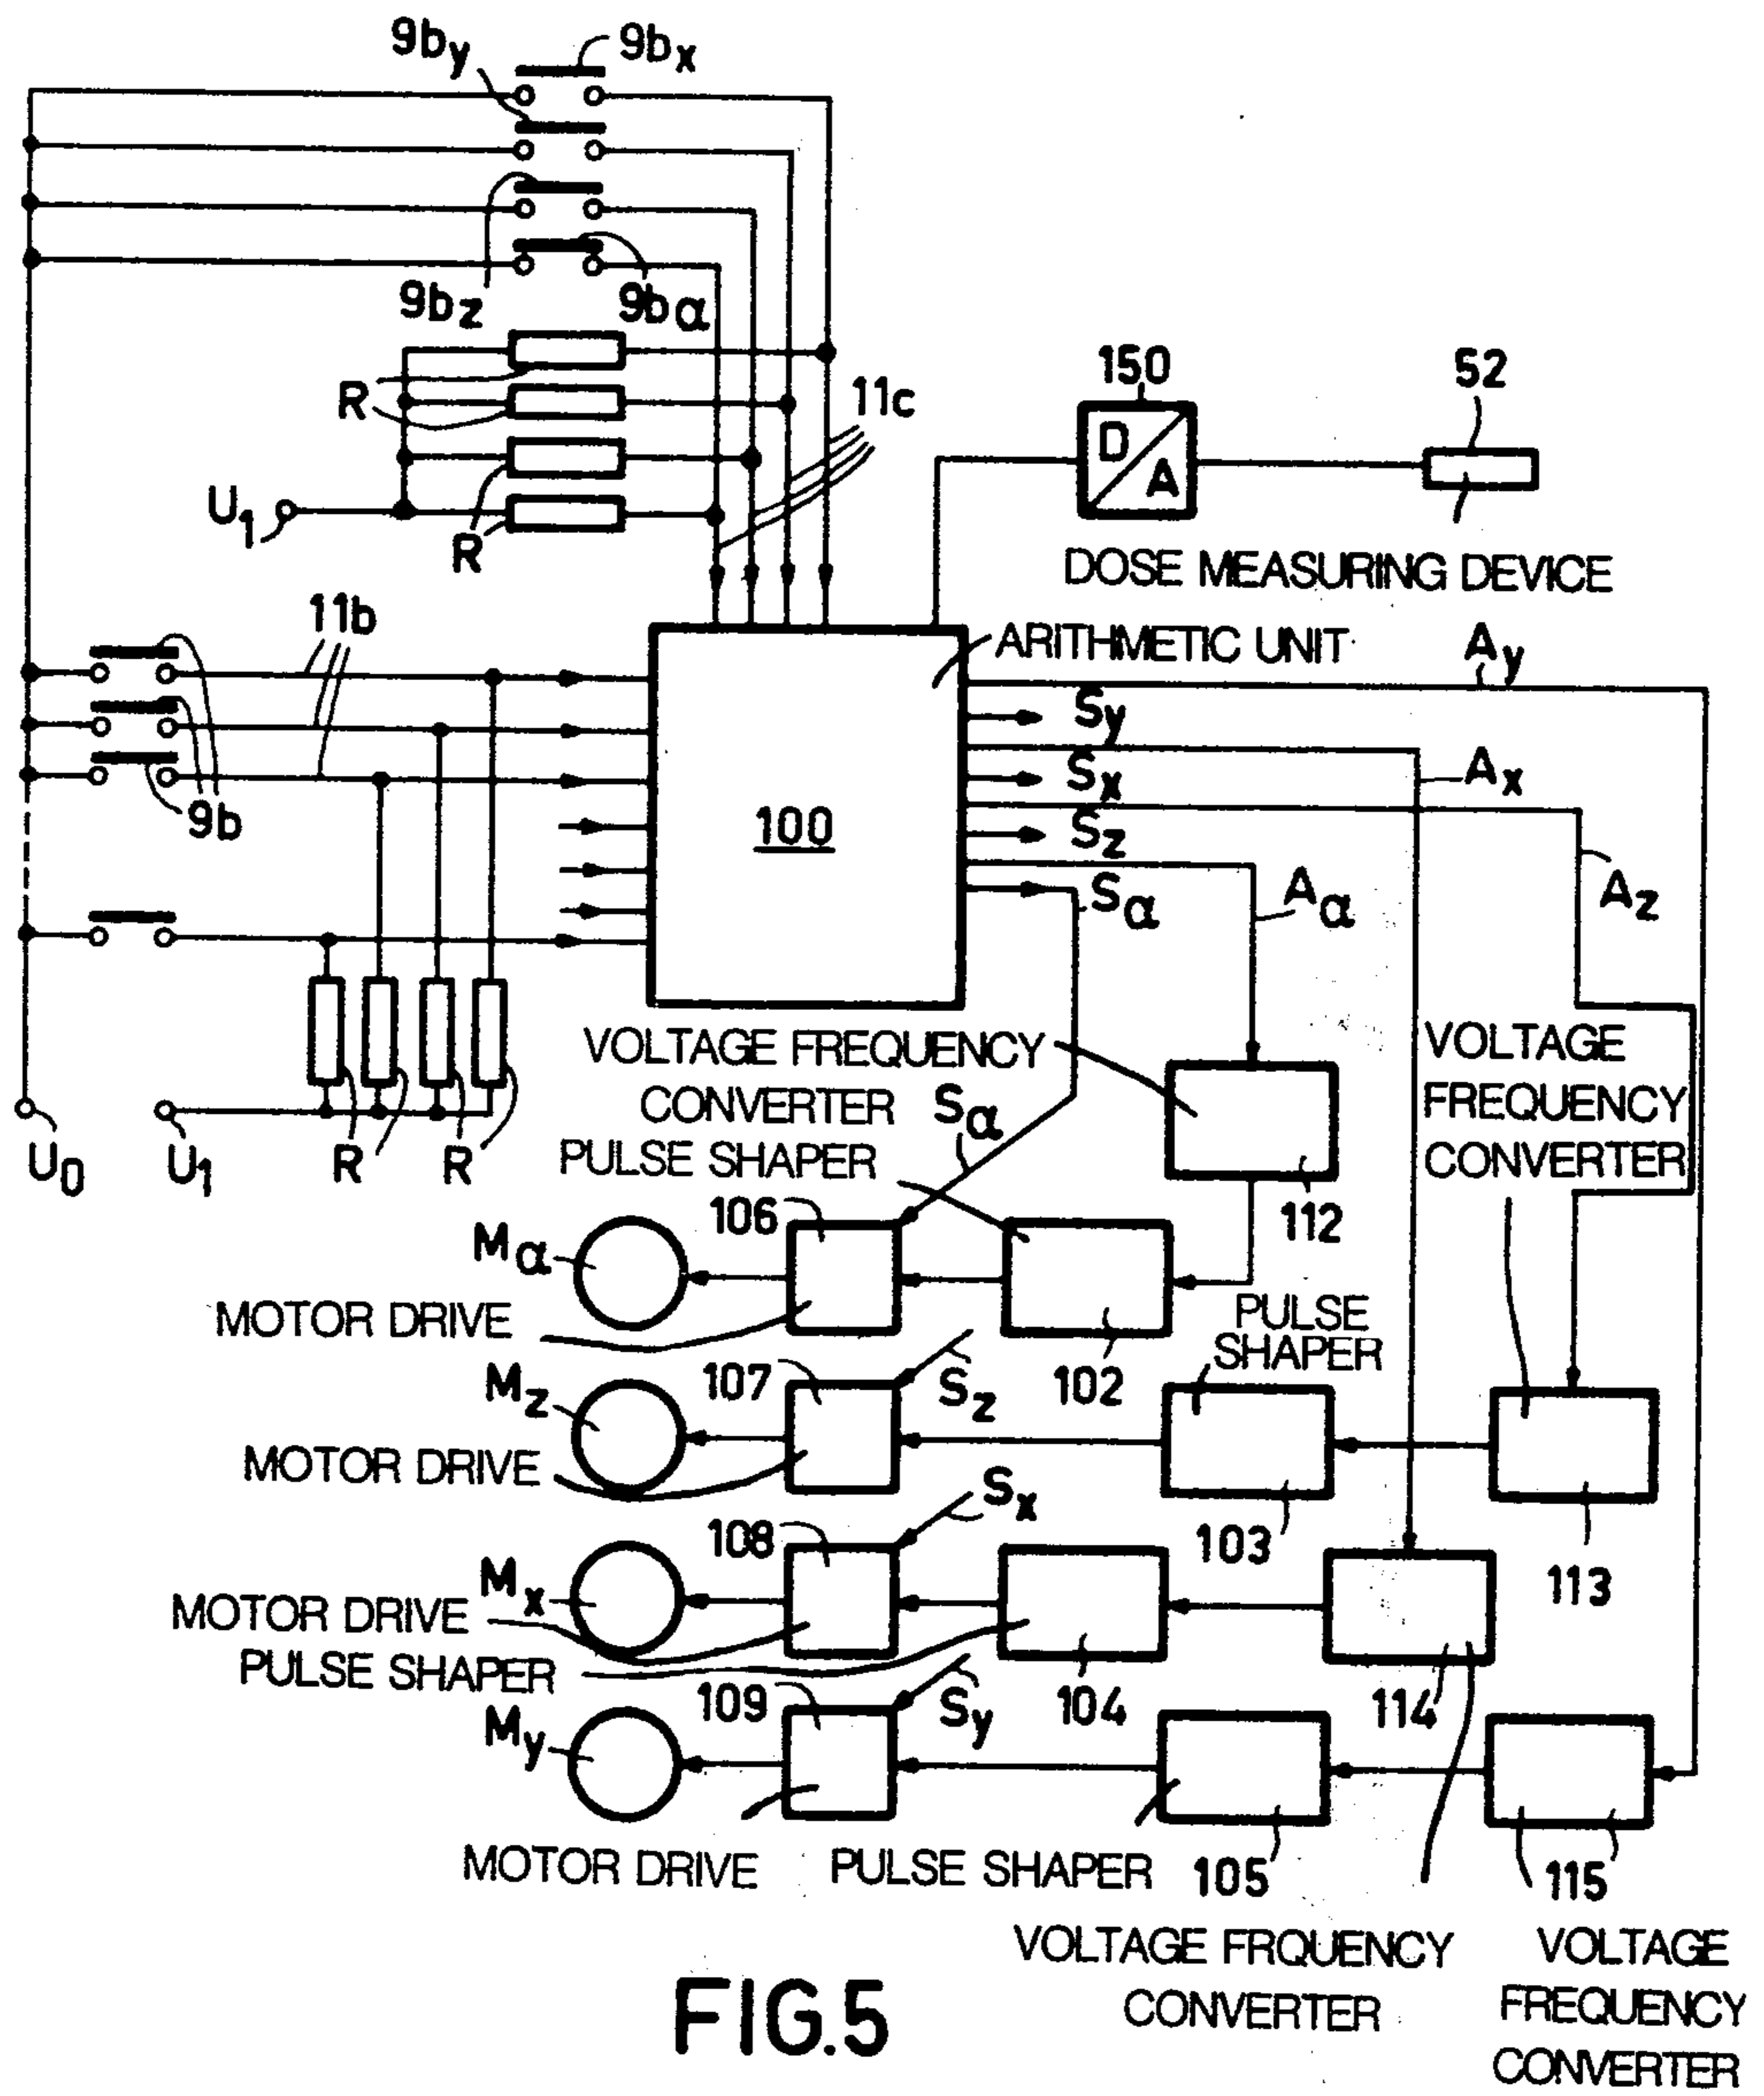 9by 9bx
9bz 9bα
R
11c
150
52
D
A
U1
R
DOSE MEASURING DEVICE
11b
ARITHMETIC UNIT
Ay
Sy
Sx
Ax
9b
100
Sz
Sα
Aα
Az
VOLTAGE FREQUENCY
CONVERTER
VOLTAGE
FREQUENCY
CONVERTER
Sα
PULSE SHAPER
U0
U1
R
R
106
112
Mα
MOTOR DRIVE
PULSE
SHAPER
107
Sz
102
Mz
MOTOR DRIVE
Sx
108
103
113
Mx
MOTOR DRIVE
PULSE SHAPER
109
Sy
104
114
My
MOTOR DRIVE
PULSE SHAPER
105
115
VOLTAGE FRQUENCY
CONVERTER
VOLTAGE
FREQUENCY
CONVERTER
FIG.5